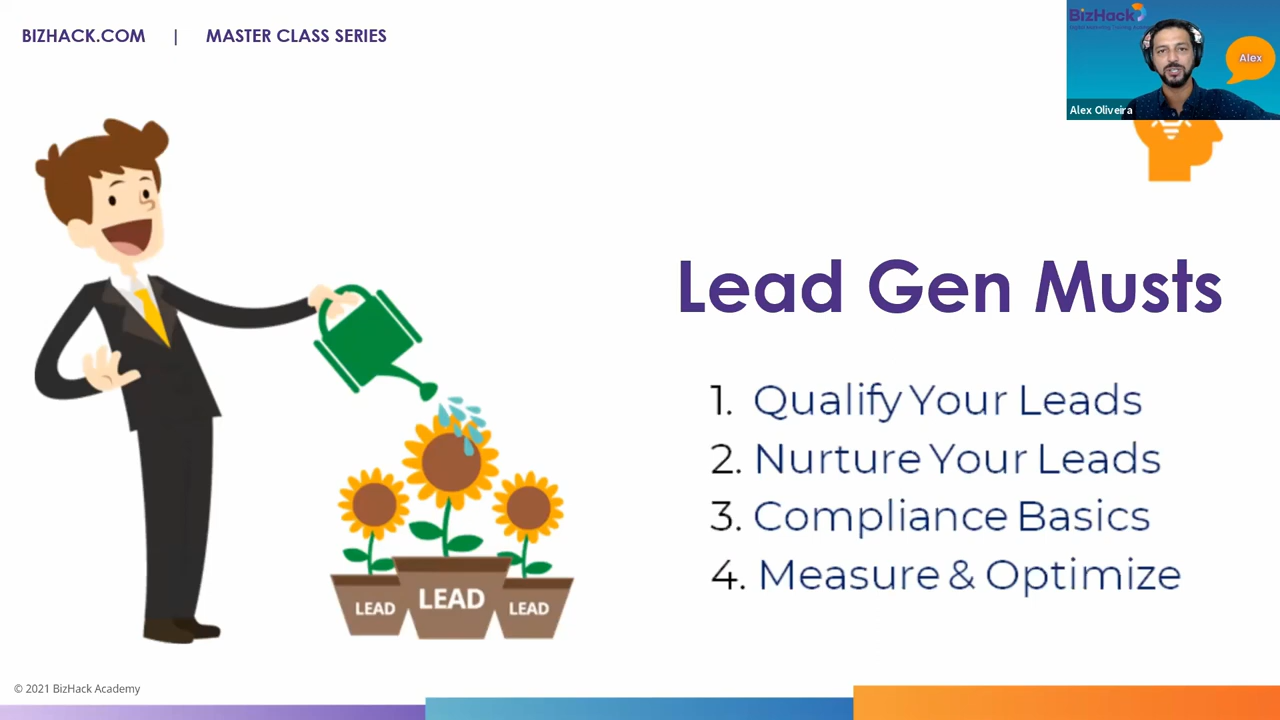 BIZHACK.COM | MASTER CLASS SERIES
BizHack
Alex
Alex Oliveira
Lead Gen Musts
1. Qualify Your Leads
2. Nurture Your Leads
3. Compliance Basics
4. Measure & Optimize
LEAD LEAD LEAD
© 2021 BizHack Academy